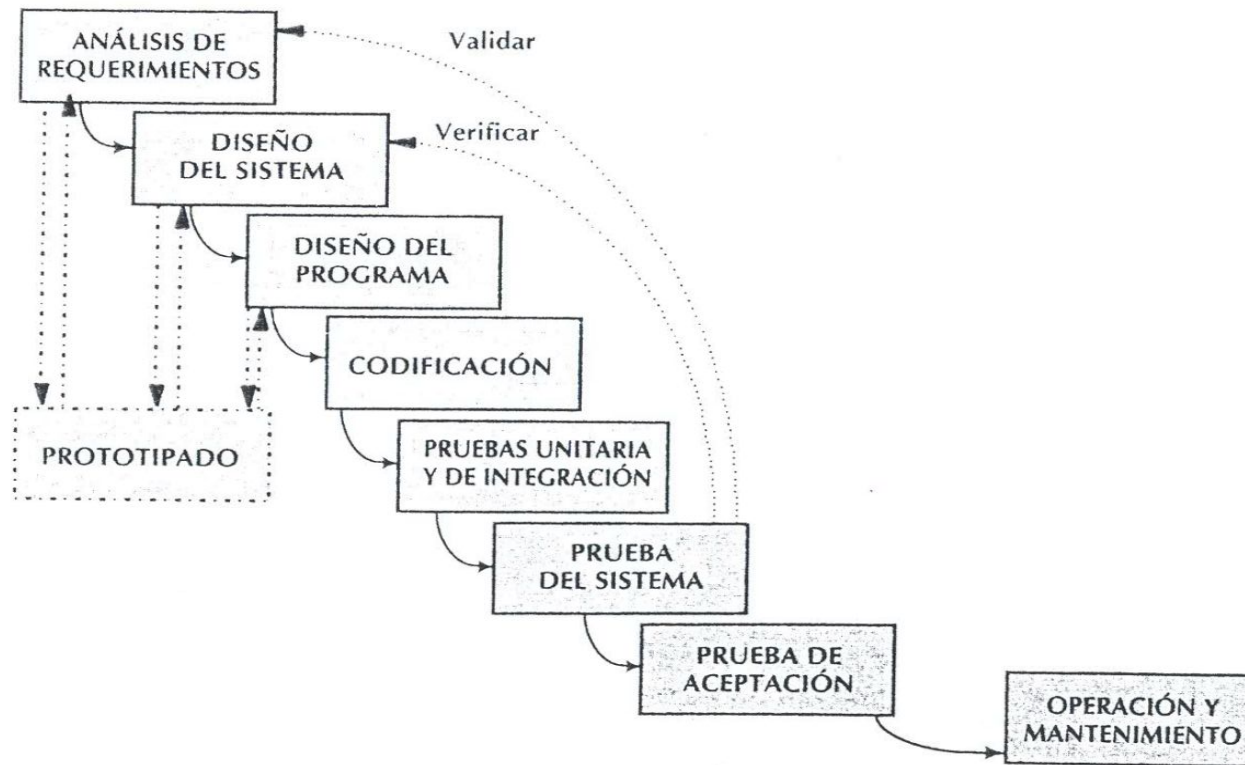 ANÁLISIS DE
REQUERIMIENTOS
Validar
DISEÑO
DEL SISTEMA
Verificar
DISEÑO DEL
PROGRAMA
CODIFICACIÓN
PROTOTIPADO
PRUEBAS UNITARIA
Y DE INTEGRACIÓN
PRUEBA
DEL SISTEMA
PRUEBA DE
ACEPTACIÓN
OPERACIÓN Y
MANTENIMIENTO